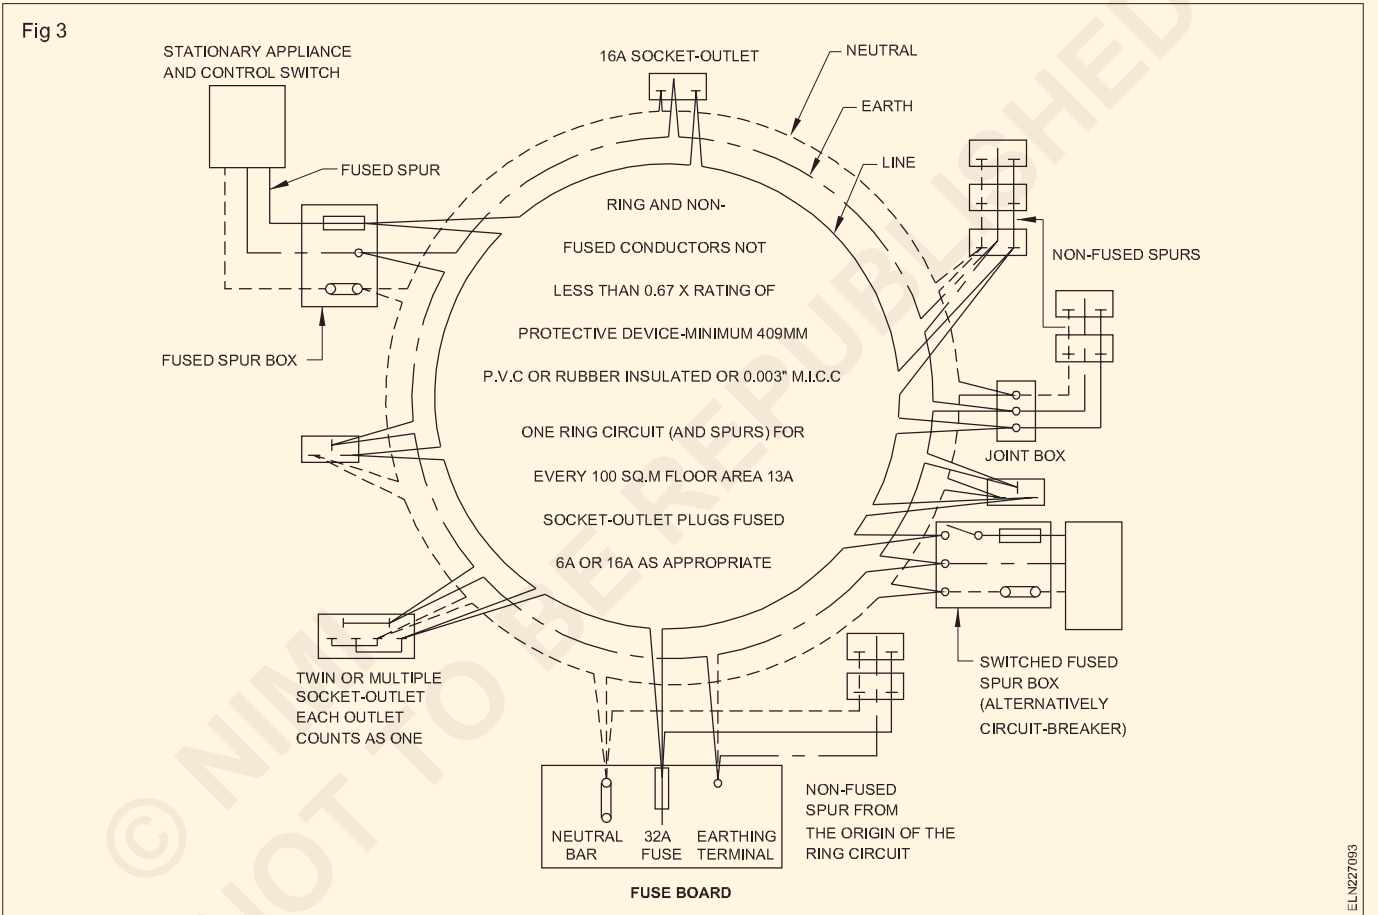 Fig 3
STATIONARY APPLIANCE
AND CONTROL SWITCH
16A SOCKET-OUTLET
NEUTRAL
EARTH
LINE
FUSED SPUR
FUSED SPUR BOX
RING AND NON-
FUSED CONDUCTORS NOT
LESS THAN 0.67 X RATING OF
PROTECTIVE DEVICE-MINIMUM 409MM
P.V.C OR RUBBER INSULATED OR 0.003" M.I.C.C
ONE RING CIRCUIT (AND SPURS) FOR
EVERY 100 SQ.M FLOOR AREA 13A
SOCKET-OUTLET PLUGS FUSED
6A OR 16A AS APPROPRIATE
NON-FUSED SPURS
JOINT BOX
SWITCHED FUSED
SPUR BOX
(ALTERNATIVELY
CIRCUIT-BREAKER)
TWIN OR MULTIPLE
SOCKET-OUTLET
EACH OUTLET
COUNTS AS ONE
NON-FUSED
SPUR FROM
THE ORIGIN OF THE
RING CIRCUIT
NEUTRAL
BAR
32A
FUSE
EARTHING
TERMINAL
FUSE BOARD
ELN227093
© NIMI
NOT TO BE REPUBLISHED